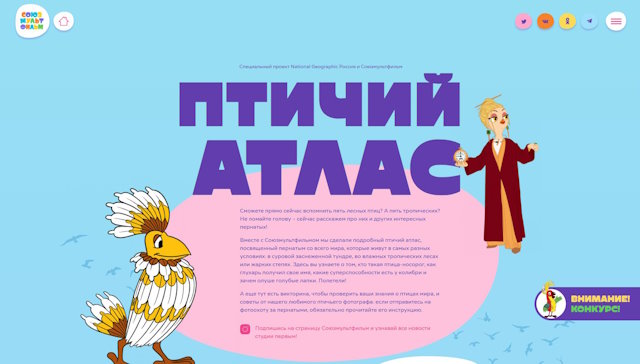 СОЮЗ
МУЛЬТ
ФИЛЬМ
Специальный проект National Geographic Россия и Союзмультфильм
ПТИЧИЙ
АТЛАС
Сможете прямо сейчас вспомнить пять лесных птиц? А пять тропических?
Не ломайте голову – сейчас расскажем про них и других интересных
пернатых!
Вместе с Союзмультфильмом мы сделали подробный птичий атлас,
посвященный пернатым со всего мира, которые живут в самых разных
условиях: в суровой заснеженной тундре, во влажных тропических лесах
или жарких степях. Здесь вы узнаете о том, кто такая птица-носорог, как
глухарь получил свое имя, какие суперспособности есть у колибри и
зачем олуше голубые лапки. Полетели!
А еще тут есть викторина, чтобы проверить ваши знания о птицах мира, и
советы от нашего любимого птичьего фотографа: если отправитесь на
фотоохоту за пернатыми, обязательно прочитайте его инструкцию.
Подпишись на страницу Союзмультфильм и узнавай все новости
студии первым!
ВНИМАНИЕ!
КОНКУРС!